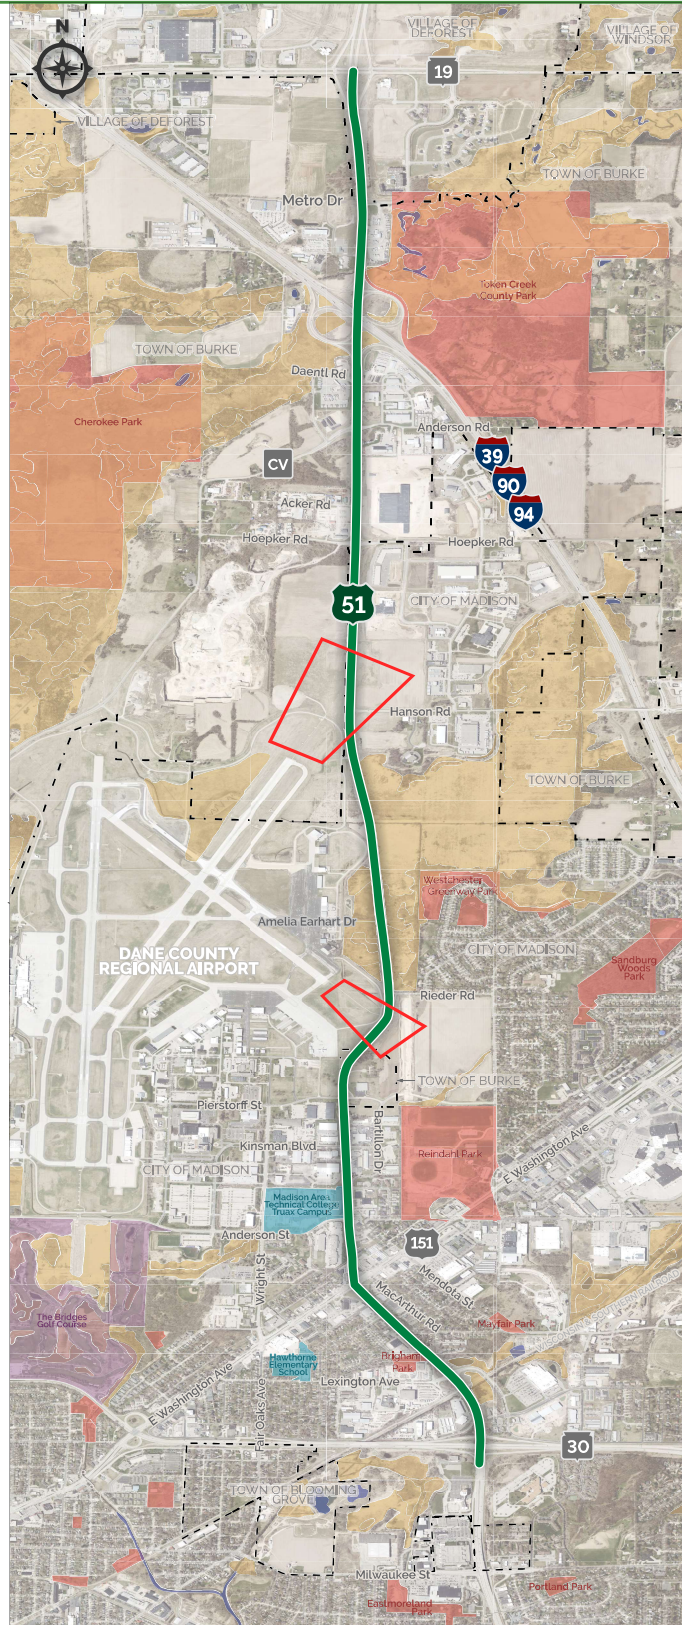 N
VILLAGE OF
DEFOREST
VILLAGE OF
WINDSOR
19
VILLAGE OF DEFOREST
TOWN OF BURKE
Metro Dr
Token Creek
County Park
TOWN OF BURKE
Daentl Rd
Cherokee Park
Anderson Rd
39
CV
90
Acker Rd
94
Hoepker Rd
Hoepker Rd
51
CITY OF MADISON
Hanson Rd
TOWN OF BURKE
Westchester
Greenway Park
Amelia Earhart Dr
CITY OF MADISON
DANE COUNTY
REGIONAL AIRPORT
Sandburg
Woods
Park
Rieder Rd
TOWN OF BURKE
Pierstorff St
Bartillon Dr
Kinsman Blvd
E Washington Ave
Reindahl Park
CITY OF MADISON
Madison Area
Technical College
Truax Campus
Anderson St
151
Wright St
Mendota St
MacArthur Rd
The Bridges
Golf Course
Mayfair Park
Hawthorne
Elementary
School
Brigham
Park
Lexington Ave
E Washington Ave
Fair Oaks Ave
30
TOWN OF BLOOMING
GROVE
Milwaukee St
Portland Park
Eastmoreland
Park